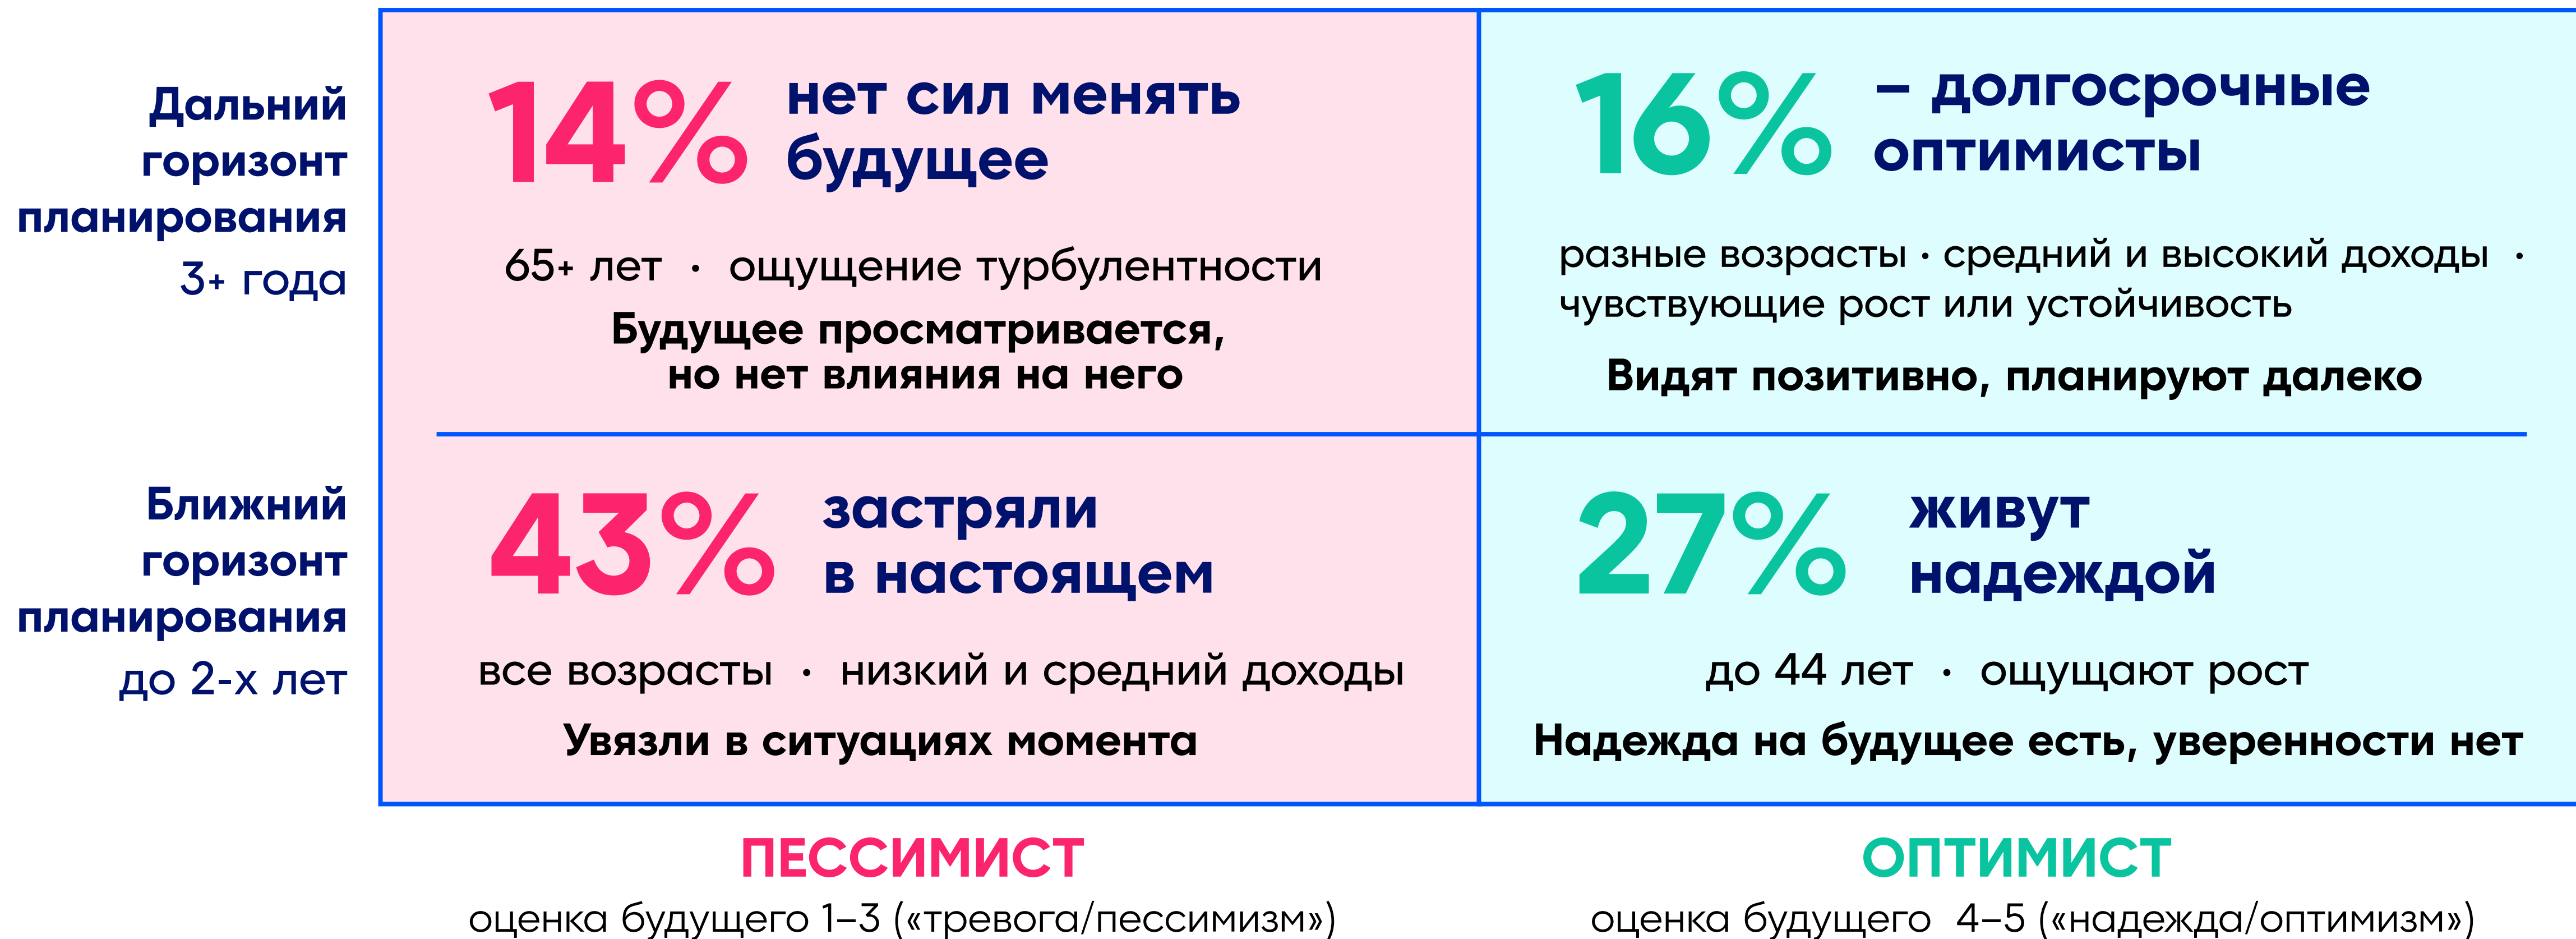 Дальний
горизонт
планирования
3+ года
14% нет сил менять
будущее
65+ лет · ощущение турбулентности
Будущее просматривается,
но нет влияния на него
16% – долгосрочные
оптимисты
разные возрасты · средний и высокий доходы ·
чувствующие рост или устойчивость
Видят позитивно, планируют далеко
Ближний
горизонт
планирования
до 2-х лет
43% застряли
в настоящем
все возрасты · низкий и средний доходы
Увязли в ситуациях момента
27% живут
надеждой
до 44 лет · ощущают рост
Надежда на будущее есть, уверенности нет
ПЕССИМИСТ
оценка будущего 1–3 («тревога/пессимизм»)
ОПТИМИСТ
оценка будущего 4–5 («надежда/оптимизм»)